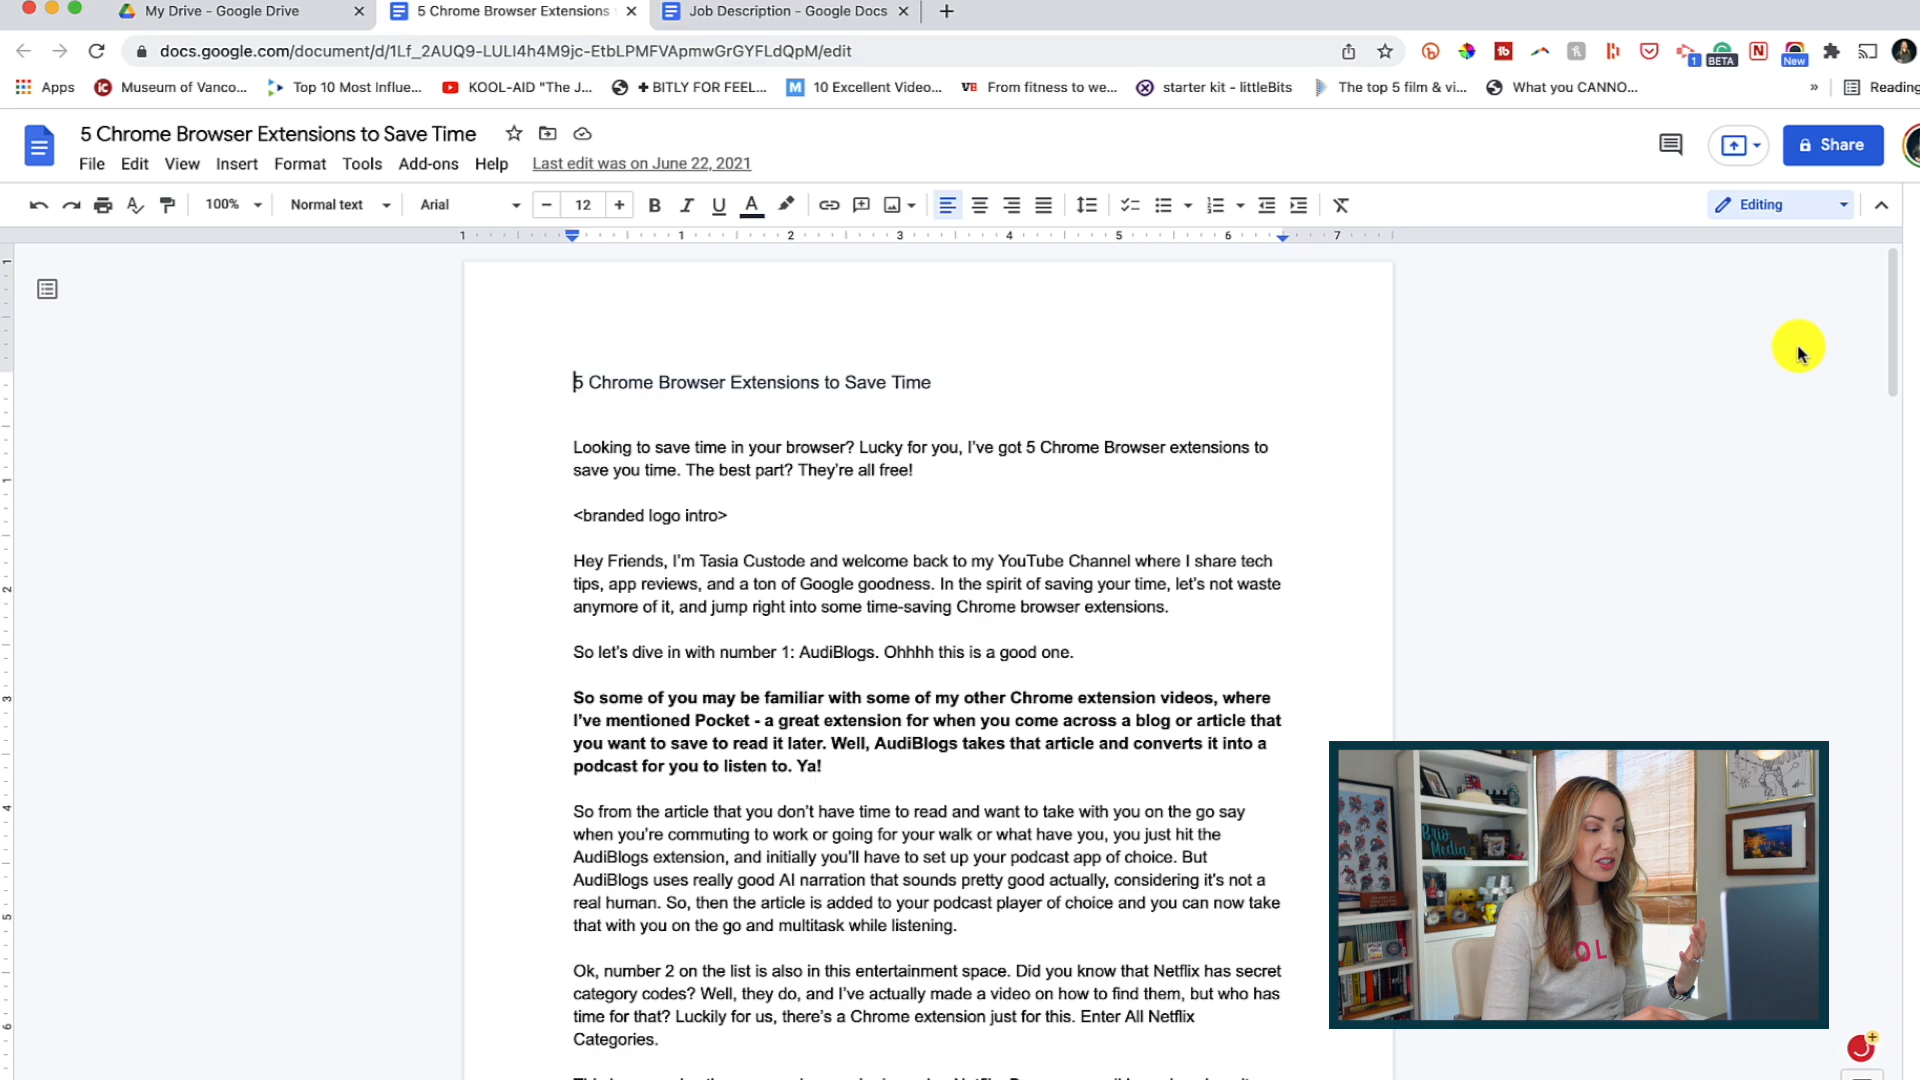 My Drive - Google Drive
5 Chrome Browser Extensions
Job Description - Google Docs
docs.google.com/document/d/1Lf_2AUQ9-LULI4h4M9jc-EtbLPMFVApmwGrGYFLdQpM/edit
1
BETA
New
Apps
Museum of Vanco...
Top 10 Most Influe...
KOOL-AID "The J...
+ BITLY FOR FEEL...
10 Excellent Video...
From fitness to we...
starter kit - littleBits
The top 5 film & vi...
What you CANNO...
»
Reading
5 Chrome Browser Extensions to Save Time
Share
File Edit View Insert Format Tools Add-ons Help Last edit was on June 22, 2021
100% Normal text Arial 12 B I U A Editing
1 1 2 3 4 5 6 7
5 Chrome Browser Extensions to Save Time
Looking to save time in your browser? Lucky for you, I've got 5 Chrome Browser extensions to
save you time. The best part? They're all free!
<branded logo intro>
Hey Friends, I'm Tasia Custode and welcome back to my YouTube Channel where I share tech
tips, app reviews, and a ton of Google goodness. In the spirit of saving your time, let's not waste
anymore of it, and jump right into some time-saving Chrome browser extensions.
So let's dive in with number 1: AudiBlogs. Ohhhh this is a good one.
So some of you may be familiar with some of my other Chrome extension videos, where
I've mentioned Pocket - a great extension for when you come across a blog or article that
you want to save to read it later. Well, AudiBlogs takes that article and converts it into a
podcast for you to listen to. Ya!
So from the article that you don't have time to read and want to take with you on the go say
when you're commuting to work or going for your walk or what have you, you just hit the
AudiBlogs extension, and initially you'll have to set up your podcast app of choice. But
AudiBlogs uses really good AI narration that sounds pretty good actually, considering it's not a
real human. So, then the article is added to your podcast player of choice and you can now take
that with you on the go and multitask while listening.
Ok, number 2 on the list is also in this entertainment space. Did you know that Netflix has secret
category codes? Well, they do, and I've actually made a video on how to find them, but who has
time for that? Luckily for us, there's a Chrome extension just for this. Enter All Netflix
Categories.
Brio
Media
OL